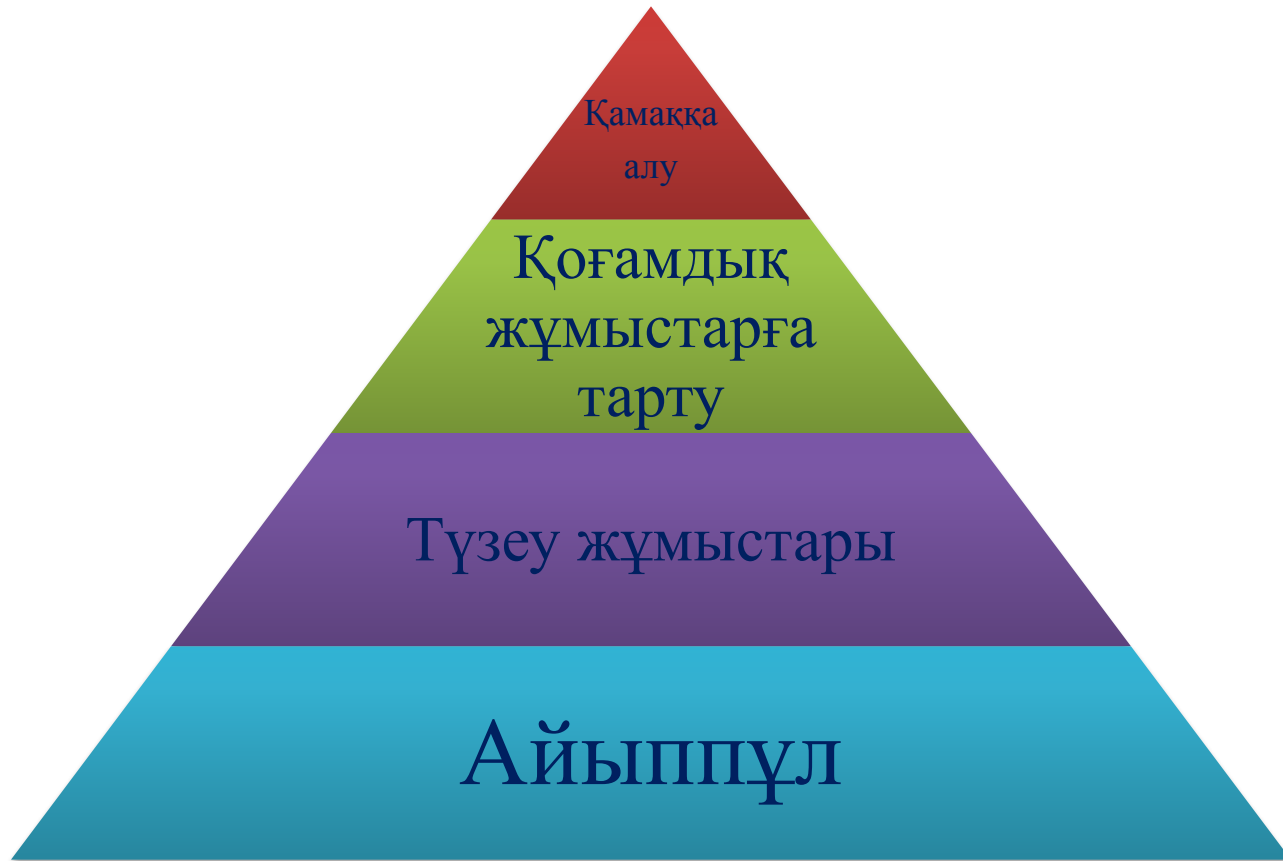 Қамаққа
алу
Қоғамдық
жұмыстарға
тарту
Түзеу жұмыстары
Айыппұл